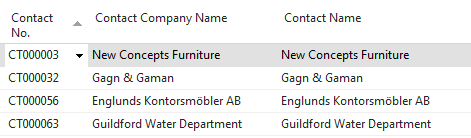 Contact No. Contact Company Name Contact Name
CT000003 New Concepts Furniture New Concepts Furniture
CT000032 Gagn & Gaman Gagn & Gaman
CT000056 Englunds Kontorsmöbler AB Englunds Kontorsmöbler AB
CT000063 Guildford Water Department Guildford Water Department